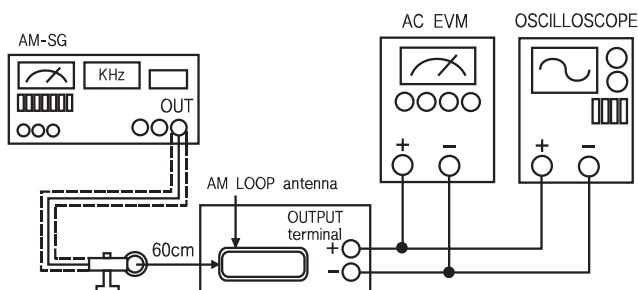 AM-SG
KHz
OUT
AC EVM
OSCILLOSCOPE
+
−
+
−
AM LOOP antenna
60cm
OUTPUT
terminal
+
−